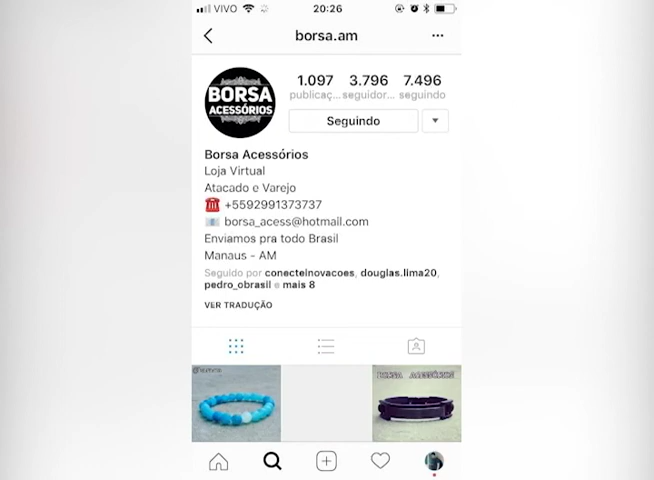 VIVO 20:26
borsa.am
BORSA
ACESSÓRIOS
1.097 3.796 7.496
publicaç... seguidor... seguindo
Seguindo
Borsa Acessórios
Loja Virtual
Atacado e Varejo
+5592991373737
borsa_acess@hotmail.com
Enviamos pra todo Brasil
Manaus - AM
Seguido por conecteinovacoes, douglas.lima20,
pedro_obrasil e mais 8
VER TRADUÇÃO
BORSA ACESSÓRIOS